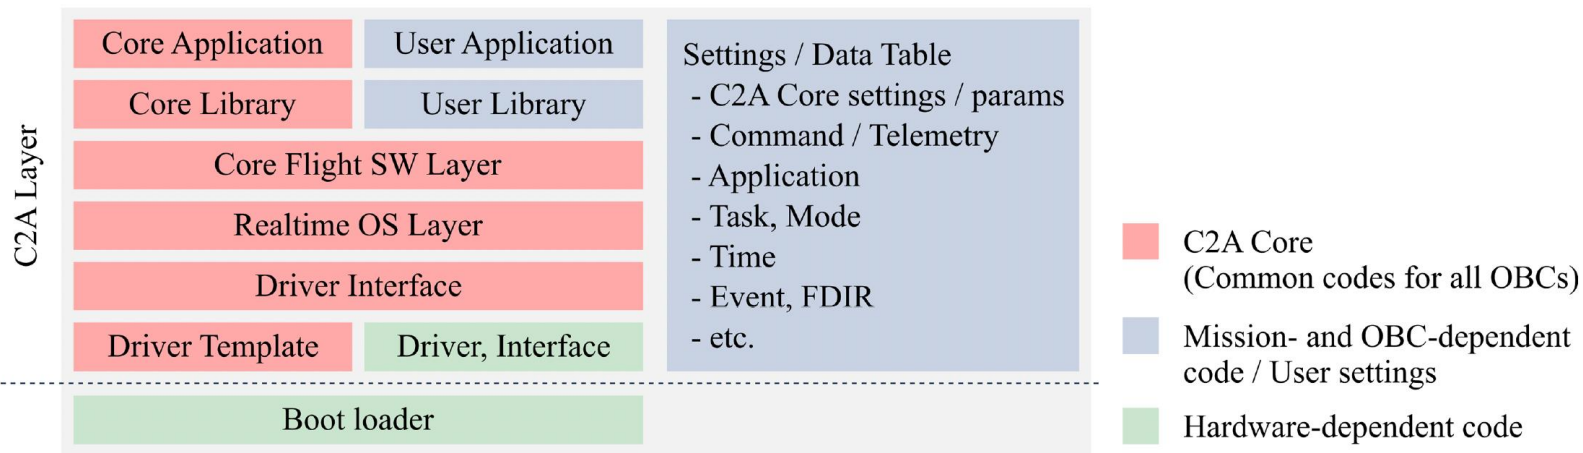 C2A Layer
Core Application
User Application
Core Library
User Library
Core Flight SW Layer
Realtime OS Layer
Driver Interface
Driver Template
Driver, Interface
Boot loader
Settings / Data Table
- C2A Core settings / params
- Command / Telemetry
- Application
- Task, Mode
- Time
- Event, FDIR
- etc.
C2A Core
(Common codes for all OBCs)
Mission- and OBC-dependent
code / User settings
Hardware-dependent code